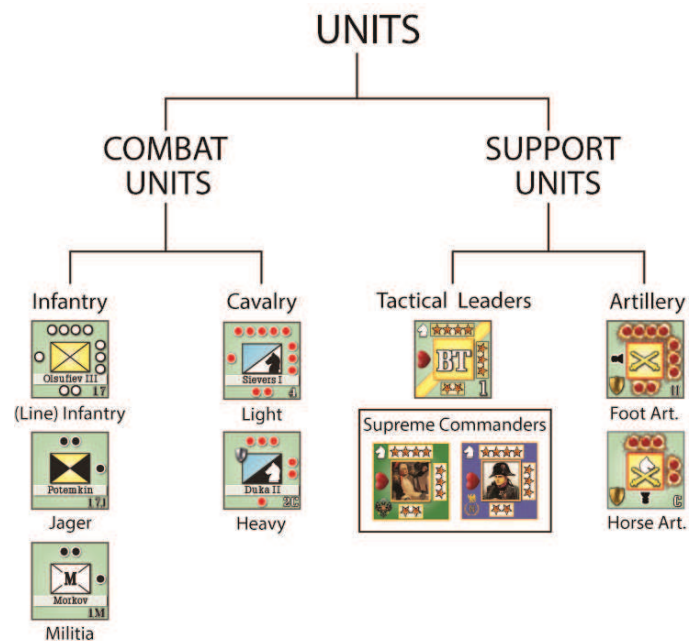 UNITS
COMBAT
UNITS
SUPPORT
UNITS
Infantry
Cavalry
Tactical Leaders
Artillery
Olsufiev III
17
(Line) Infantry
Sievers I
4
Light
BT
1
Foot Art.
Supreme Commanders
Potemkin
17J
Jager
Duka II
2C
Heavy
C
Horse Art.
M
Morkov
1M
Militia